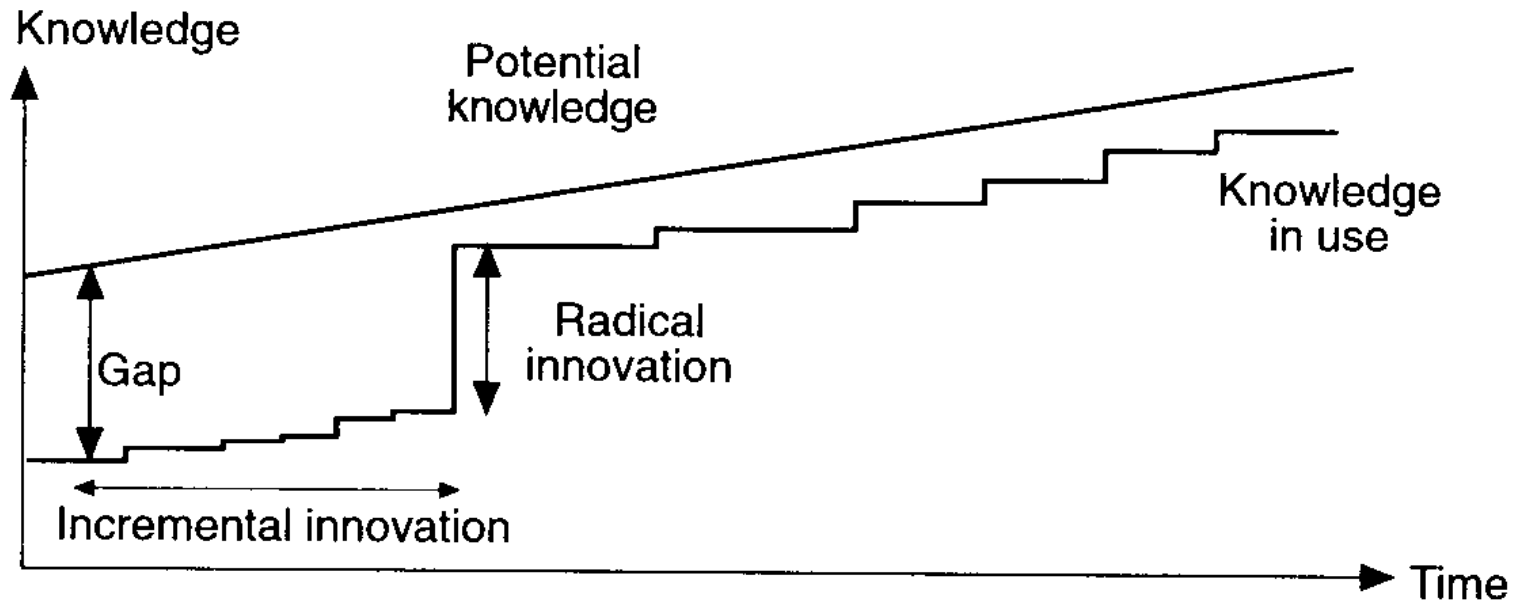 Knowledge
Potential
knowledge
Knowledge
in use
Radical
innovation
Gap
Incremental innovation
Time